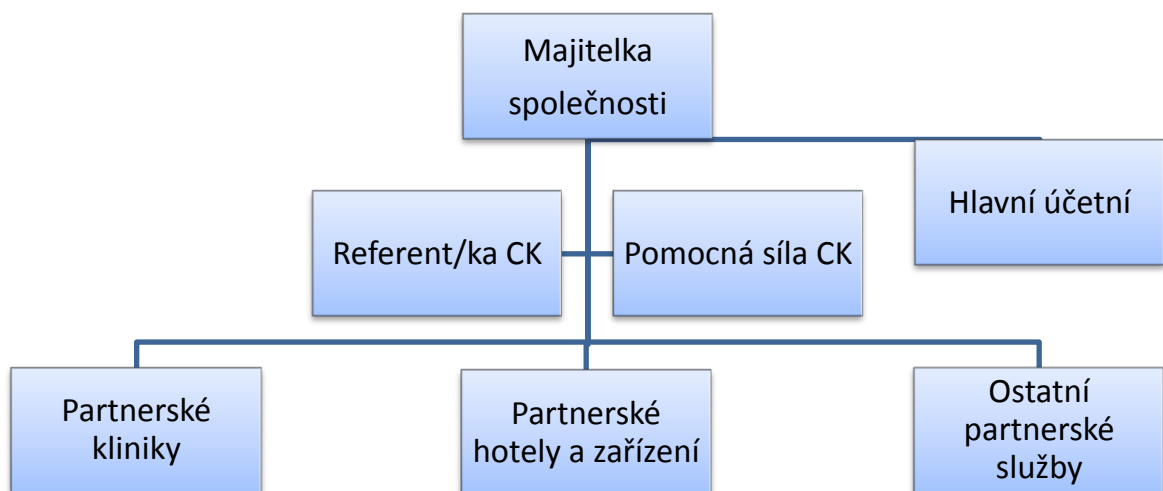 Majitelka
společnosti
Hlavní účetní
Referent/ka CK
Pomocná síla CK
Partnerské
kliniky
Partnerské
hotely a zařízení
Ostatní
partnerské
služby